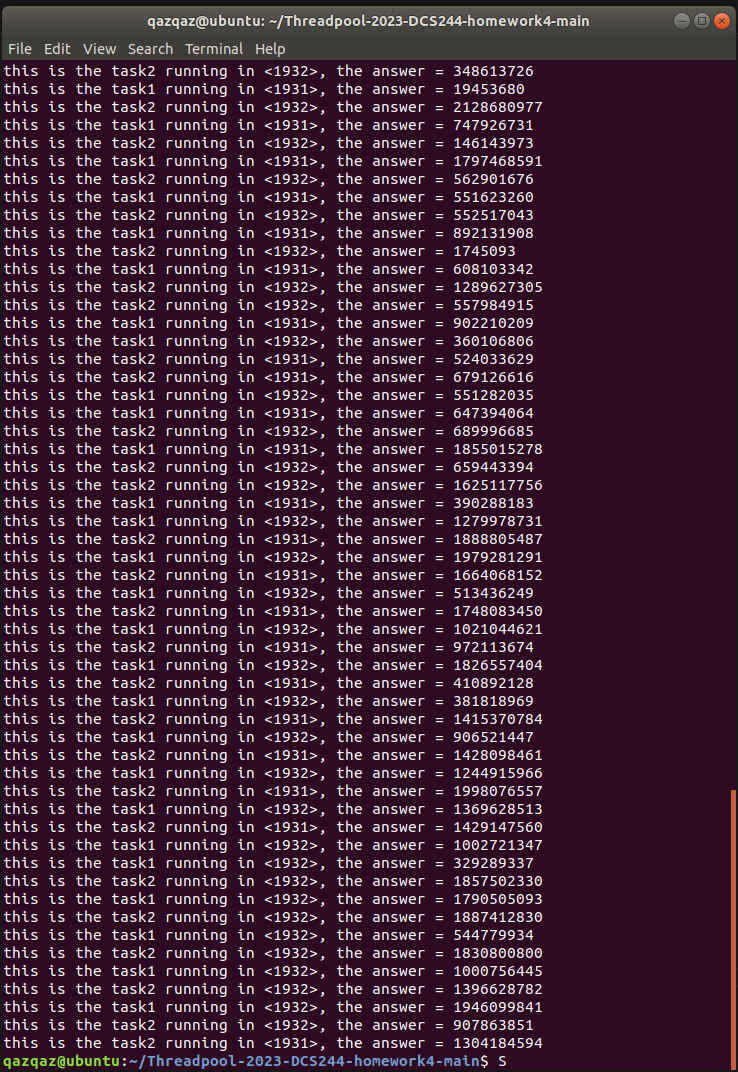 qazqaz@ubuntu: ~/Threadpool-2023-DCS244-homework4-main
File Edit View Search Terminal Help
this is the task2 running in <1932>, the answer = 348613726
this is the task1 running in <1931>, the answer = 19453680
this is the task2 running in <1932>, the answer = 2128680977
this is the task1 running in <1931>, the answer = 747926731
this is the task2 running in <1932>, the answer = 146143973
this is the task1 running in <1931>, the answer = 1797468591
this is the task2 running in <1932>, the answer = 562901676
this is the task1 running in <1931>, the answer = 551623260
this is the task2 running in <1932>, the answer = 552517043
this is the task1 running in <1931>, the answer = 892131908
this is the task2 running in <1932>, the answer = 1745093
this is the task1 running in <1931>, the answer = 608103342
this is the task2 running in <1932>, the answer = 1289627305
this is the task2 running in <1932>, the answer = 557984915
this is the task1 running in <1931>, the answer = 902210209
this is the task1 running in <1932>, the answer = 360106806
this is the task2 running in <1931>, the answer = 524033629
this is the task2 running in <1931>, the answer = 679126616
this is the task1 running in <1932>, the answer = 551282035
this is the task1 running in <1931>, the answer = 647394064
this is the task2 running in <1932>, the answer = 689996685
this is the task1 running in <1931>, the answer = 1855015278
this is the task2 running in <1932>, the answer = 659443394
this is the task2 running in <1932>, the answer = 1625117756
this is the task1 running in <1931>, the answer = 390288183
this is the task1 running in <1932>, the answer = 1279978731
this is the task2 running in <1931>, the answer = 1888805487
this is the task1 running in <1932>, the answer = 1979281291
this is the task2 running in <1931>, the answer = 1664068152
this is the task1 running in <1932>, the answer = 513436249
this is the task2 running in <1931>, the answer = 1748083450
this is the task1 running in <1932>, the answer = 1021044621
this is the task2 running in <1931>, the answer = 972113674
this is the task1 running in <1932>, the answer = 1826557404
this is the task2 running in <1931>, the answer = 410892128
this is the task1 running in <1932>, the answer = 381818969
this is the task2 running in <1931>, the answer = 1415370784
this is the task1 running in <1932>, the answer = 906521447
this is the task2 running in <1931>, the answer = 1428098461
this is the task1 running in <1932>, the answer = 1244915966
this is the task2 running in <1931>, the answer = 1998076557
this is the task1 running in <1932>, the answer = 1369628513
this is the task2 running in <1931>, the answer = 1429147560
this is the task1 running in <1932>, the answer = 1002721347
this is the task1 running in <1932>, the answer = 329289337
this is the task2 running in <1932>, the answer = 1857502330
this is the task1 running in <1932>, the answer = 1790505093
this is the task2 running in <1932>, the answer = 1887412830
this is the task1 running in <1932>, the answer = 544779934
this is the task2 running in <1932>, the answer = 1830800800
this is the task1 running in <1932>, the answer = 1000756445
this is the task2 running in <1932>, the answer = 1396628782
this is the task1 running in <1932>, the answer = 1946099841
this is the task2 running in <1932>, the answer = 907863851
this is the task2 running in <1931>, the answer = 1304184594
qazqaz@ubuntu:~/Threadpool-2023-DCS244-homework4-main$ S